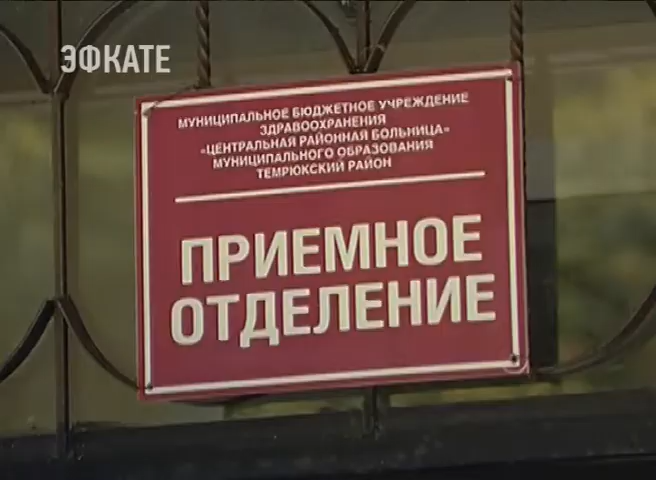 ЭФКАТЕ
МУНИЦИПАЛЬНОЕ БЮДЖЕТНОЕ УЧРЕЖДЕНИЕ
ЗДРАВООХРАНЕНИЯ
«ЦЕНТРАЛЬНАЯ РАЙОННАЯ БОЛЬНИЦА»
МУНИЦИПАЛЬНОГО ОБРАЗОВАНИЯ
ТЕМРЮКСКИЙ РАЙОН
ПРИЕМНОЕ
ОТДЕЛЕНИЕ